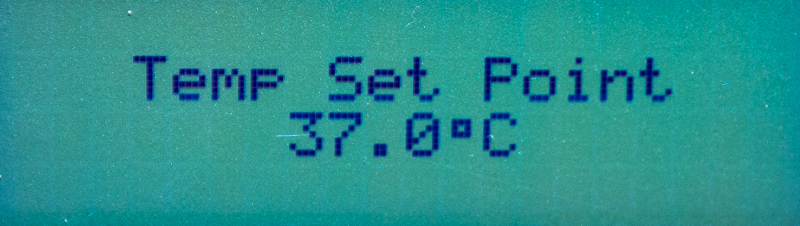 Temp Set Point
37.0°C